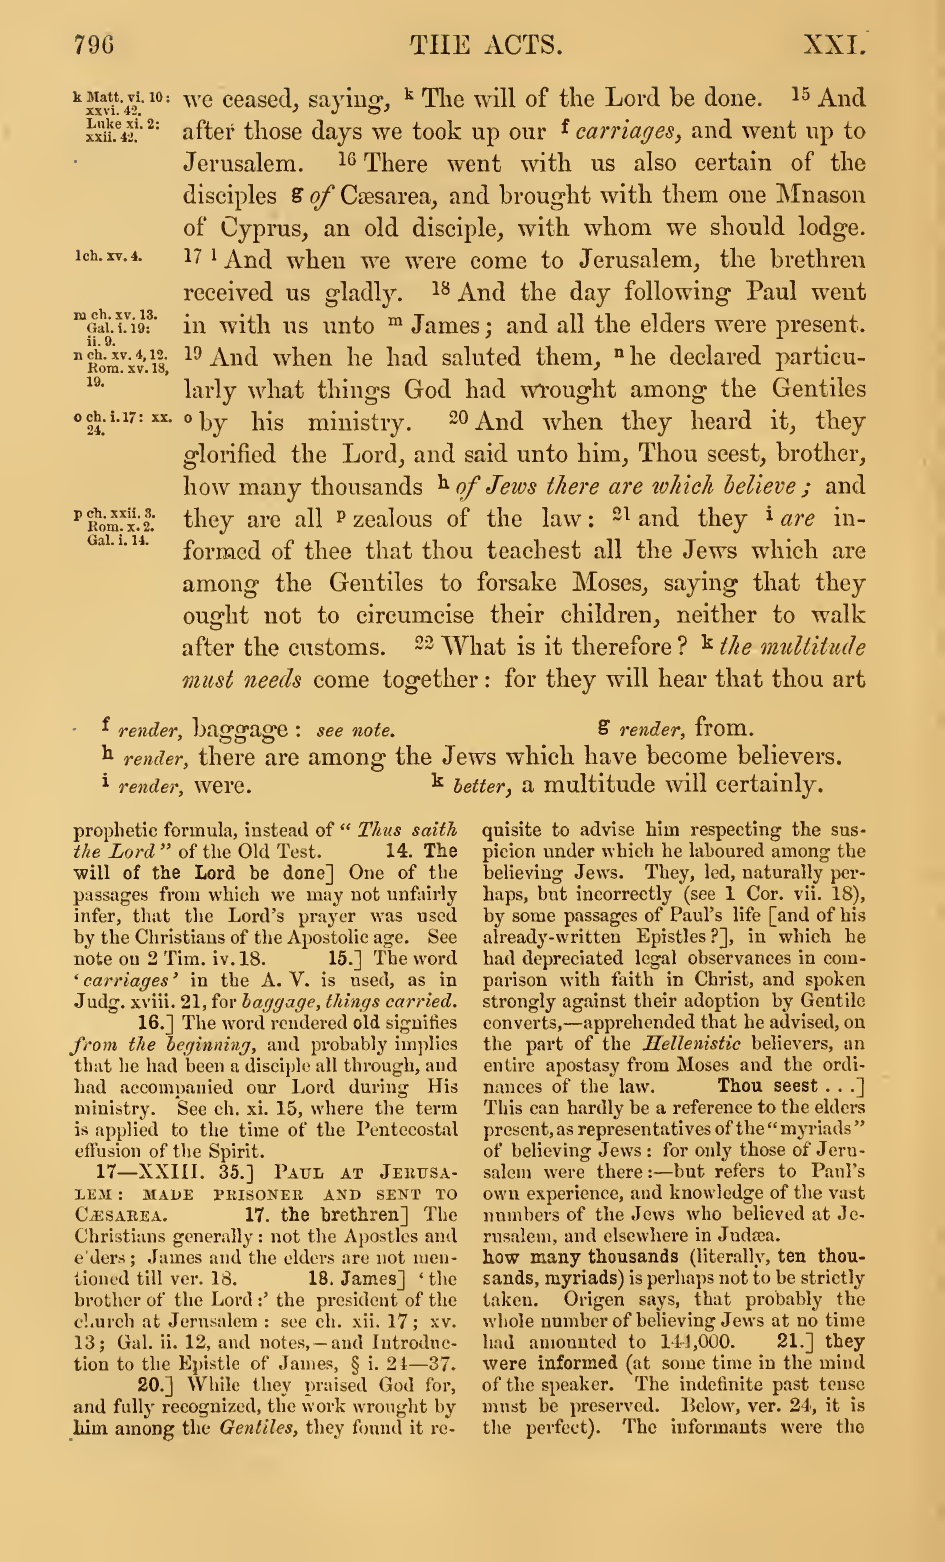 796 THE ACTS. XXI.
k Matt. vi. 10:
xxvi. 42.
Luke xi. 2:
xxii. 42.
l ch. xv. 4.
m ch. xv. 13.
Gal. i. 19:
ii. 9.
n ch. xv. 4, 12.
Rom. xv. 18,
19.
o ch. i. 17: xx.
24.
p ch. xxii. 3.
Rom. x. 2.
Gal. i. 14.
we ceased, saying, k The will of the Lord be done. 15 And
after those days we took up our f carriages, and went up to
Jerusalem. 16 There went with us also certain of the
disciples g of Cæsarea, and brought with them one Mnason
of Cyprus, an old disciple, with whom we should lodge.
17 l And when we were come to Jerusalem, the brethren
received us gladly. 18 And the day following Paul went
in with us unto m James; and all the elders were present.
19 And when he had saluted them, n he declared particu-
larly what things God had wrought among the Gentiles
o by his ministry. 20 And when they heard it, they
glorified the Lord, and said unto him, Thou seest, brother,
how many thousands h of Jews there are which believe; and
they are all p zealous of the law: 21 and they i are in-
formed of thee that thou teachest all the Jews which are
among the Gentiles to forsake Moses, saying that they
ought not to circumcise their children, neither to walk
after the customs. 22 What is it therefore? k the multitude
must needs come together: for they will hear that thou art
f render, baggage: see note. g render, from.
h render, there are among the Jews which have become believers.
i render, were. k better, a multitude will certainly.
prophetic formula, instead of "Thus saith
the Lord" of the Old Test. 14. The
will of the Lord be done] One of the
passages from which we may not unfairly
infer, that the Lord's prayer was used
by the Christians of the Apostolic age. See
note on 2 Tim. iv. 18. 15.] The word
'carriages' in the A. V. is used, as in
Judg. xviii. 21, for baggage, things carried.
16.] The word rendered old signifies
from the beginning, and probably implies
that he had been a disciple all through, and
had accompanied our Lord during His
ministry. See ch. xi. 15, where the term
is applied to the time of the Pentecostal
effusion of the Spirit.
17—XXIII. 35.] PAUL AT JERUSA-
LEM: MADE PRISONER AND SENT TO
CÆSAREA. 17. the brethren] The
Christians generally: not the Apostles and
elders; James and the elders are not men-
tioned till ver. 18. 18. James] 'the
brother of the Lord:' the president of the
church at Jerusalem: see ch. xii. 17; xv.
13; Gal. ii. 12, and notes,—and Introduc-
tion to the Epistle of James, § i. 24—37.
20.] While they praised God for,
and fully recognized, the work wrought by
him among the Gentiles, they found it re-
quisite to advise him respecting the sus-
picion under which he laboured among the
believing Jews. They, led, naturally per-
haps, but incorrectly (see 1 Cor. vii. 18),
by some passages of Paul's life [and of his
already-written Epistles?], in which he
had depreciated legal observances in com-
parison with faith in Christ, and spoken
strongly against their adoption by Gentile
converts,—apprehended that he advised, on
the part of the Hellenistic believers, an
entire apostasy from Moses and the ordi-
nances of the law. Thou seest . . .]
This can hardly be a reference to the elders
present, as representatives of the "myriads"
of believing Jews: for only those of Jeru-
salem were there:—but refers to Paul's
own experience, and knowledge of the vast
numbers of the Jews who believed at Je-
rusalem, and elsewhere in Judæa.
how many thousands (literally, ten thou-
sands, myriads) is perhaps not to be strictly
taken. Origen says, that probably the
whole number of believing Jews at no time
had amounted to 144,000. 21.] they
were informed (at some time in the mind
of the speaker. The indefinite past tense
must be preserved. Below, ver. 24, it is
the perfect). The informants were the